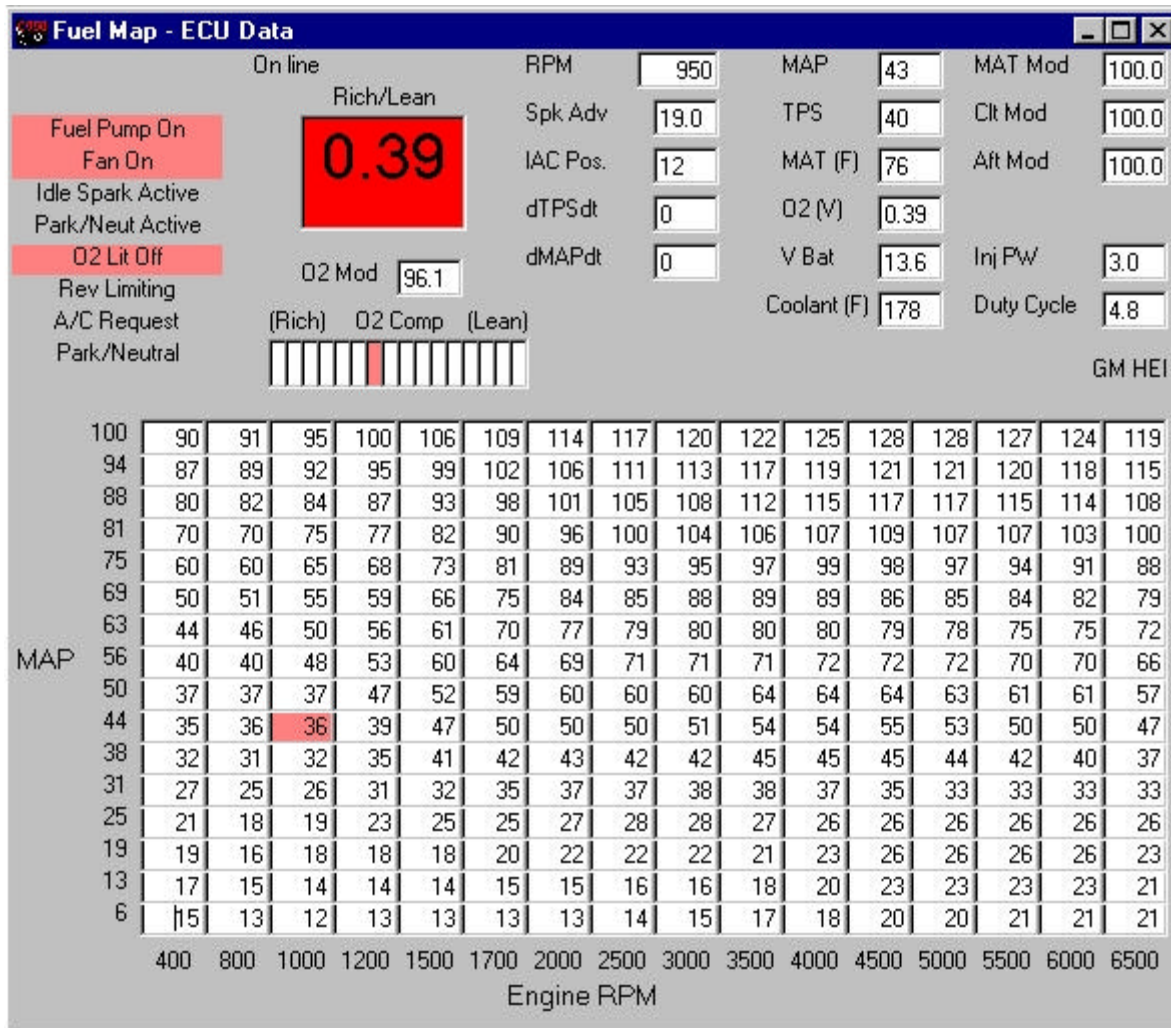 Fuel Map - ECU Data
On line RPM 950 MAP 43 MAT Mod 100.0
Rich/Lean
0.39
Spk Adv 19.0 TPS 40 Clt Mod 100.0
Fuel Pump On
Fan On IAC Pos. 12 MAT (F) 76 Aft Mod 100.0
Idle Spark Active
Park/Neut Active dTPSdt 0 O2 (V) 0.39
O2 Lit Off O2 Mod 96.1 dMAPdt 0 V Bat 13.6 Inj PW 3.0
Rev Limiting
A/C Request (Rich) O2 Comp (Lean) Coolant (F) 178 Duty Cycle 4.8
Park/Neutral
GM HEI
100 90 91 95 100 106 109 114 117 120 122 125 128 128 127 124 119
94 87 89 92 95 99 102 106 111 113 117 119 121 121 120 118 115
88 80 82 84 87 93 98 101 105 108 112 115 117 117 115 114 108
81 70 70 75 77 82 90 96 100 104 106 107 109 107 107 103 100
75 60 60 65 68 73 81 89 93 95 97 99 98 97 94 91 88
69 50 51 55 59 66 75 84 85 88 89 89 86 85 84 82 79
63 44 46 50 56 61 70 77 79 80 80 80 79 78 75 75 72
MAP 56 40 40 48 53 60 64 69 71 71 71 72 72 72 70 70 66
50 37 37 37 47 52 59 60 60 60 64 64 64 63 61 61 57
44 35 36 36 39 47 50 50 50 51 54 54 55 53 50 50 47
38 32 31 32 35 41 42 43 42 42 45 45 45 44 42 40 37
31 27 25 26 31 32 35 37 37 38 38 37 35 33 33 33 33
25 21 18 19 23 25 25 27 28 28 27 26 26 26 26 26 26
19 19 16 18 18 18 20 22 22 22 21 23 26 26 26 26 23
13 17 15 14 14 14 15 15 16 16 18 20 23 23 23 23 21
6 15 13 12 13 13 13 13 14 15 17 18 20 20 21 21 21
400 800 1000 1200 1500 1700 2000 2500 3000 3500 4000 4500 5000 5500 6000 6500
Engine RPM